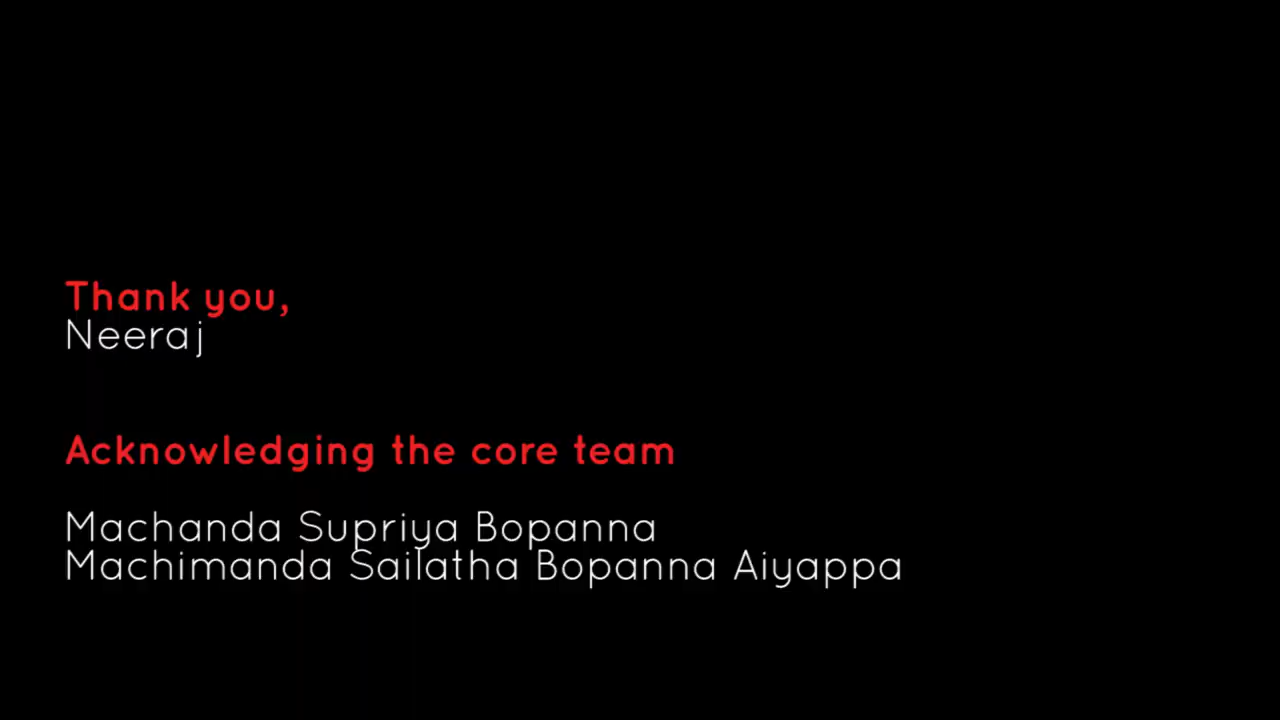 Thank you,
Neeraj
Acknowledging the core team
Machanda Supriya Bopanna
Machimanda Sailatha Bopanna Aiyappa